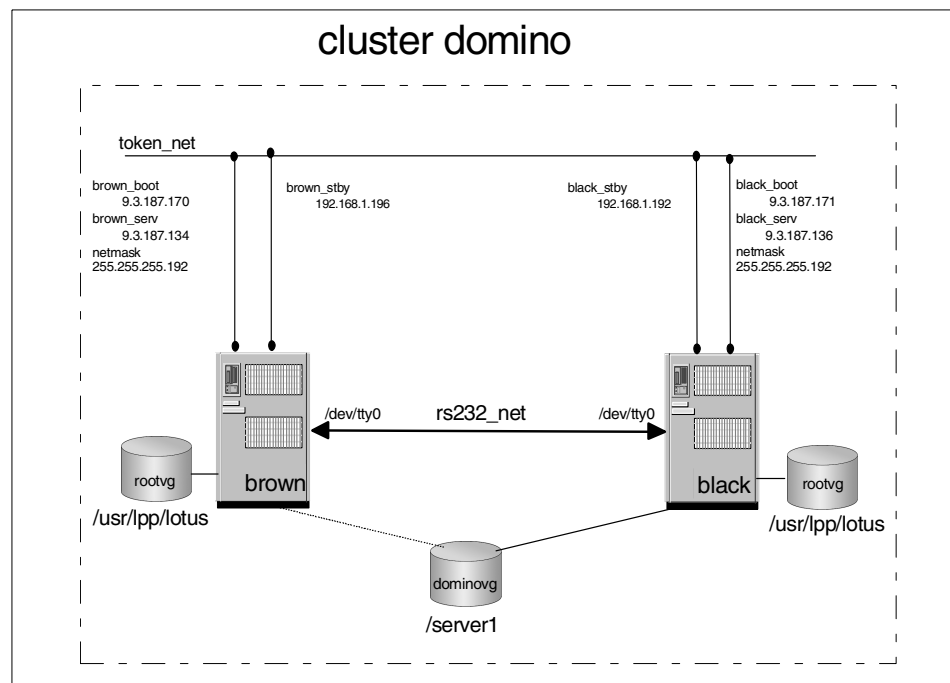 cluster domino
token_net
brown_boot
9.3.187.170
brown_serv
9.3.187.134
netmask
255.255.255.192
brown_stby
192.168.1.196
black_stby
192.168.1.192
black_boot
9.3.187.171
black_serv
9.3.187.136
netmask
255.255.255.192
/dev/tty0
rs232_net
/dev/tty0
rootvg
brown
/usr/lpp/lotus
black
rootvg
/usr/lpp/lotus
dominovg
/server1